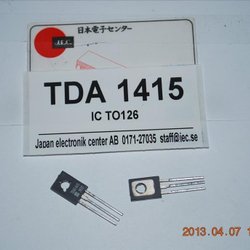 日本電子センター
J.E.C.
TDA 1415
IC TO126
Japan electronik center AB 0171-27035 staff@iec.se
2013.04.07